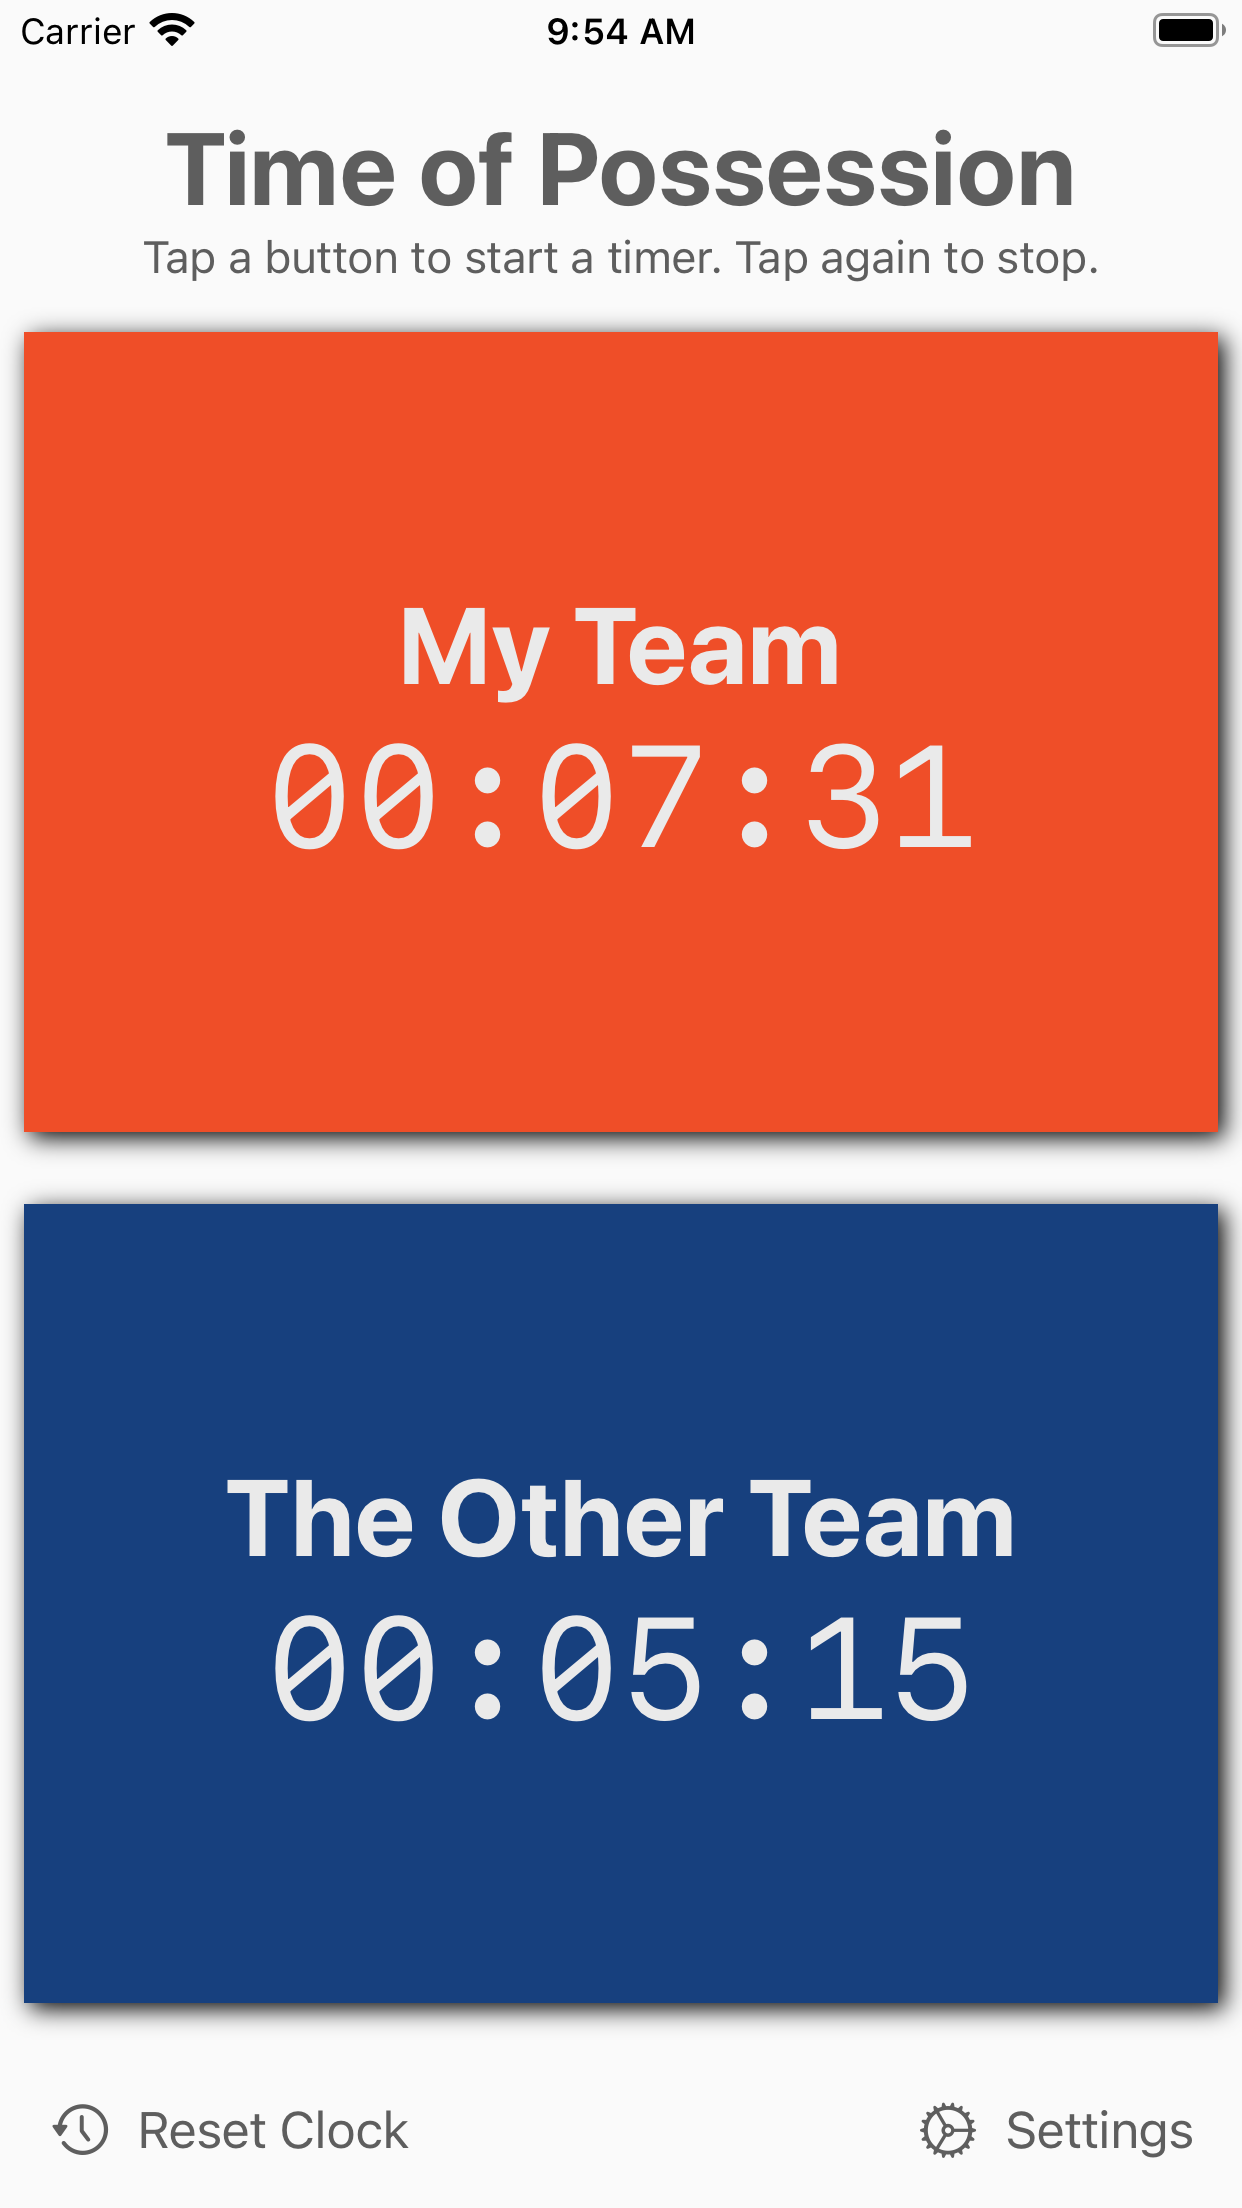 Carrier 9:54 AM
Time of Possession
Tap a button to start a timer. Tap again to stop.
My Team
00:07:31
The Other Team
00:05:15
Reset Clock Settings